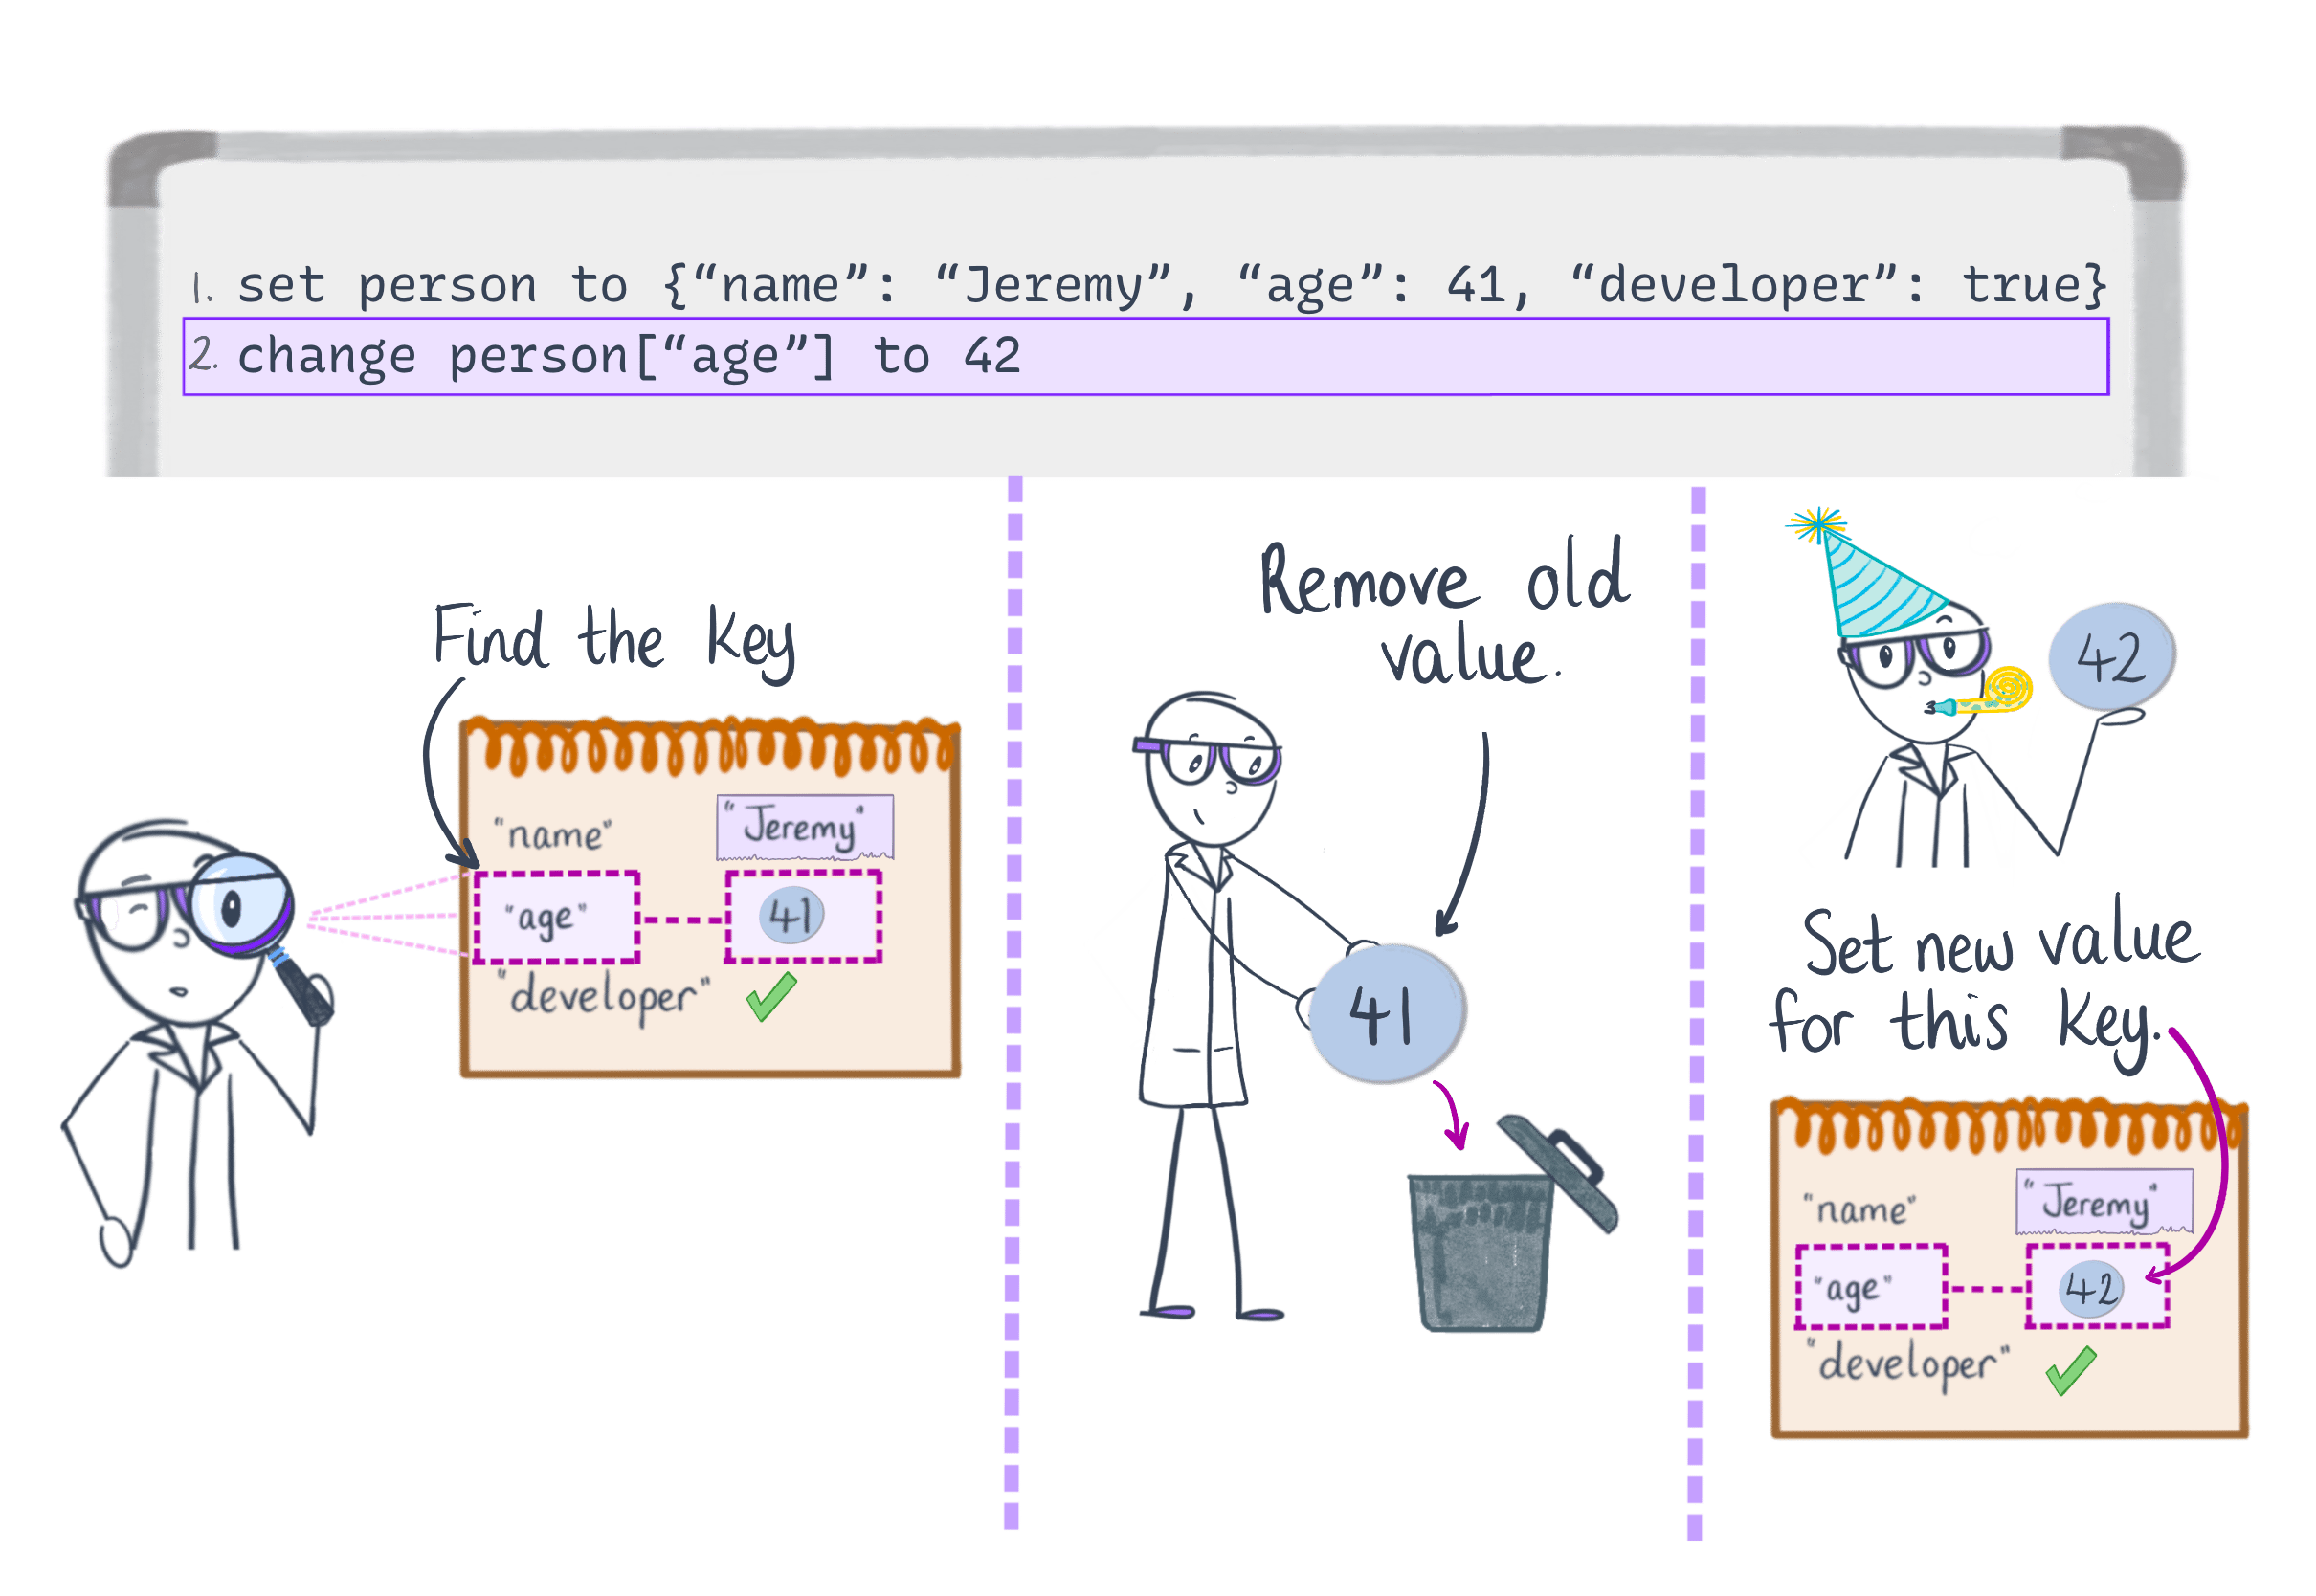 1. set person to {“name”: “Jeremy”, “age”: 41, “developer”: true}
2. change person[“age”] to 42
Find the key
"name" "Jeremy"
"age" 41
"developer"
Remove old
value.
41
42
Set new value
for this key.
"name" "Jeremy"
"age" 42
"developer"